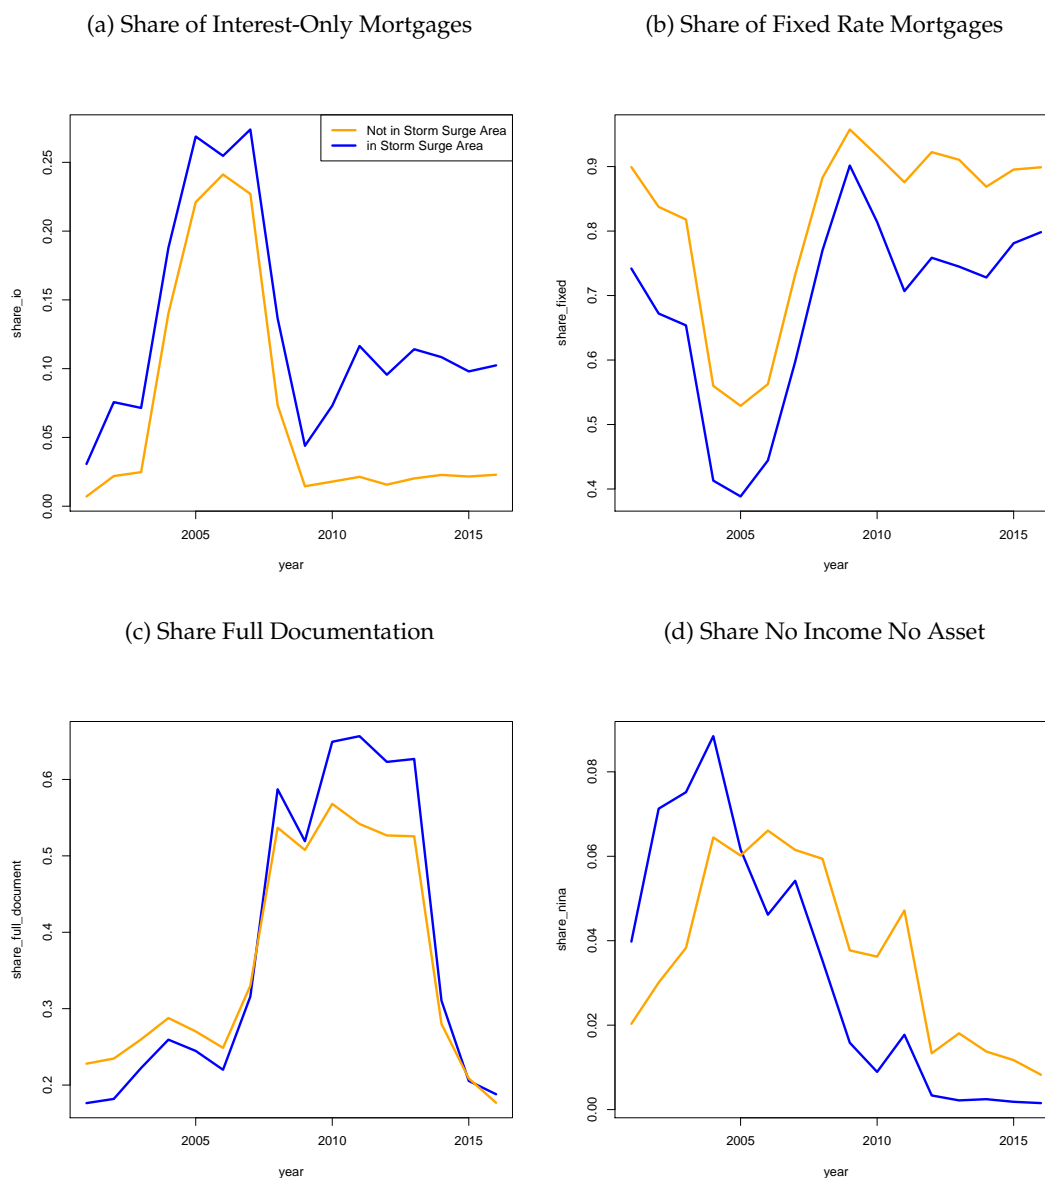 (a) Share of Interest-Only Mortgages
(b) Share of Fixed Rate Mortgages
Not in Storm Surge Area
in Storm Surge Area
share_io
0.00
0.05
0.10
0.15
0.20
0.25
2005
2010
2015
year
share_fixed
0.4
0.5
0.6
0.7
0.8
0.9
2005
2010
2015
year
(c) Share Full Documentation
(d) Share No Income No Asset
share_full_document
0.2
0.3
0.4
0.5
0.6
2005
2010
2015
year
share_nina
0.00
0.02
0.04
0.06
0.08
2005
2010
2015
year